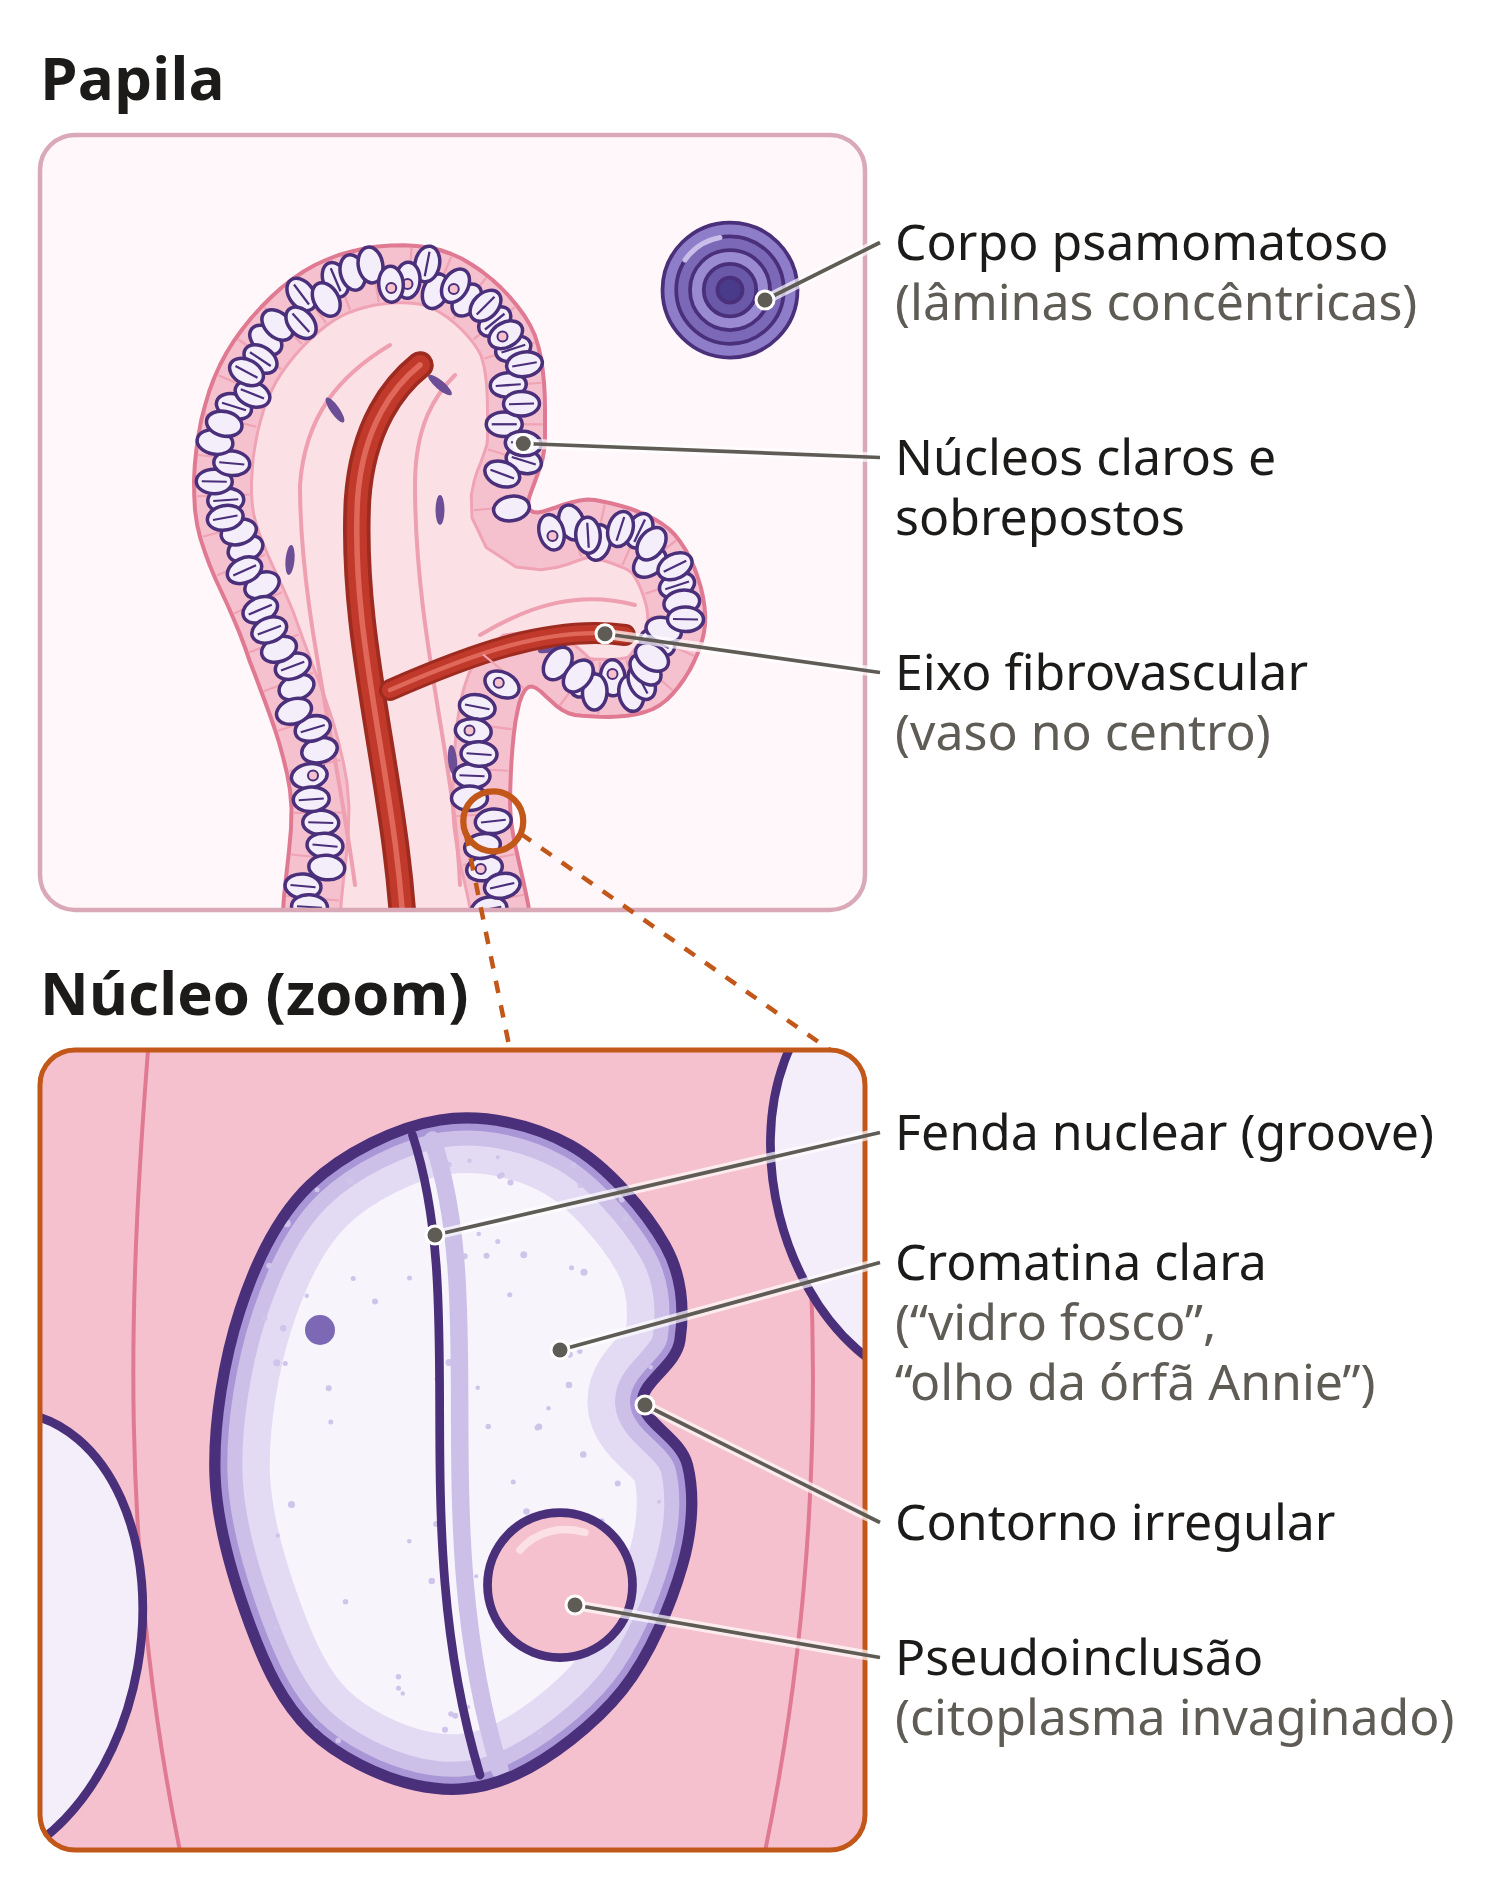 Papila
Corpo psamomatoso
(lâminas concêntricas)
Núcleos claros e
sobrepostos
Eixo fibrovascular
(vaso no centro)
Núcleo (zoom)
Fenda nuclear (groove)
Cromatina clara
(“vidro fosco”,
“olho da órfã Annie”)
Contorno irregular
Pseudoinclusão
(citoplasma invaginado)